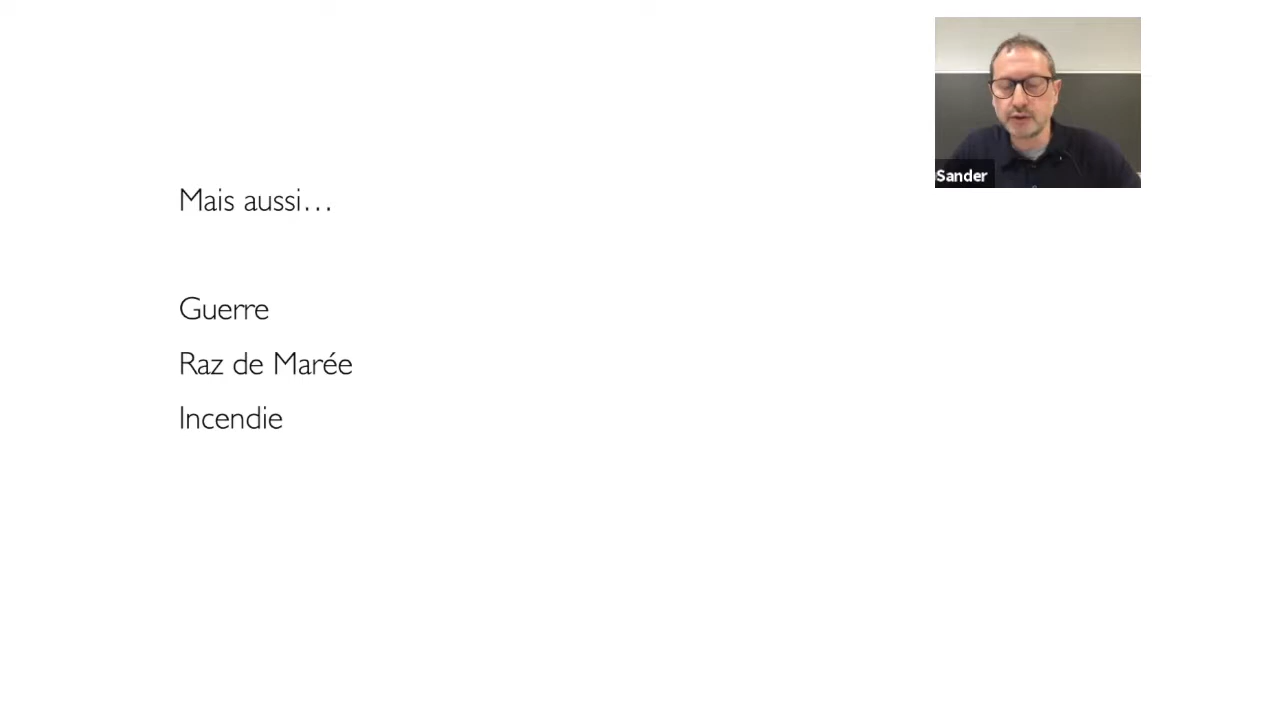 Mais aussi…
Guerre
Raz de Marée
Incendie
Sander